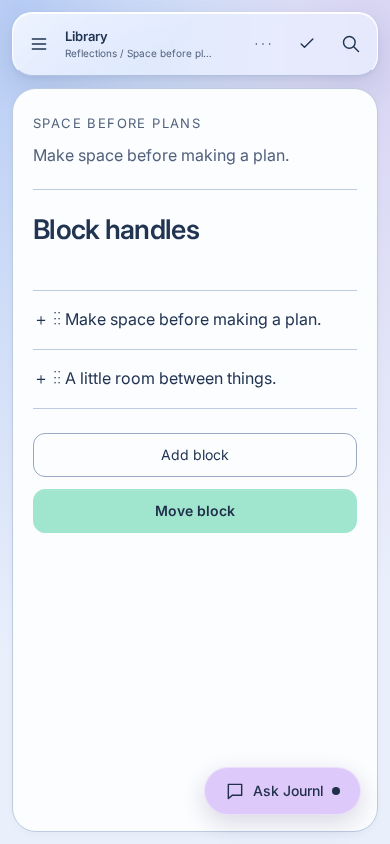 Library
Reflections / Space before pl...
SPACE BEFORE PLANS
Make space before making a plan.
Block handles
+ Make space before making a plan.
+ A little room between things.
Add block
Move block
Ask Journl